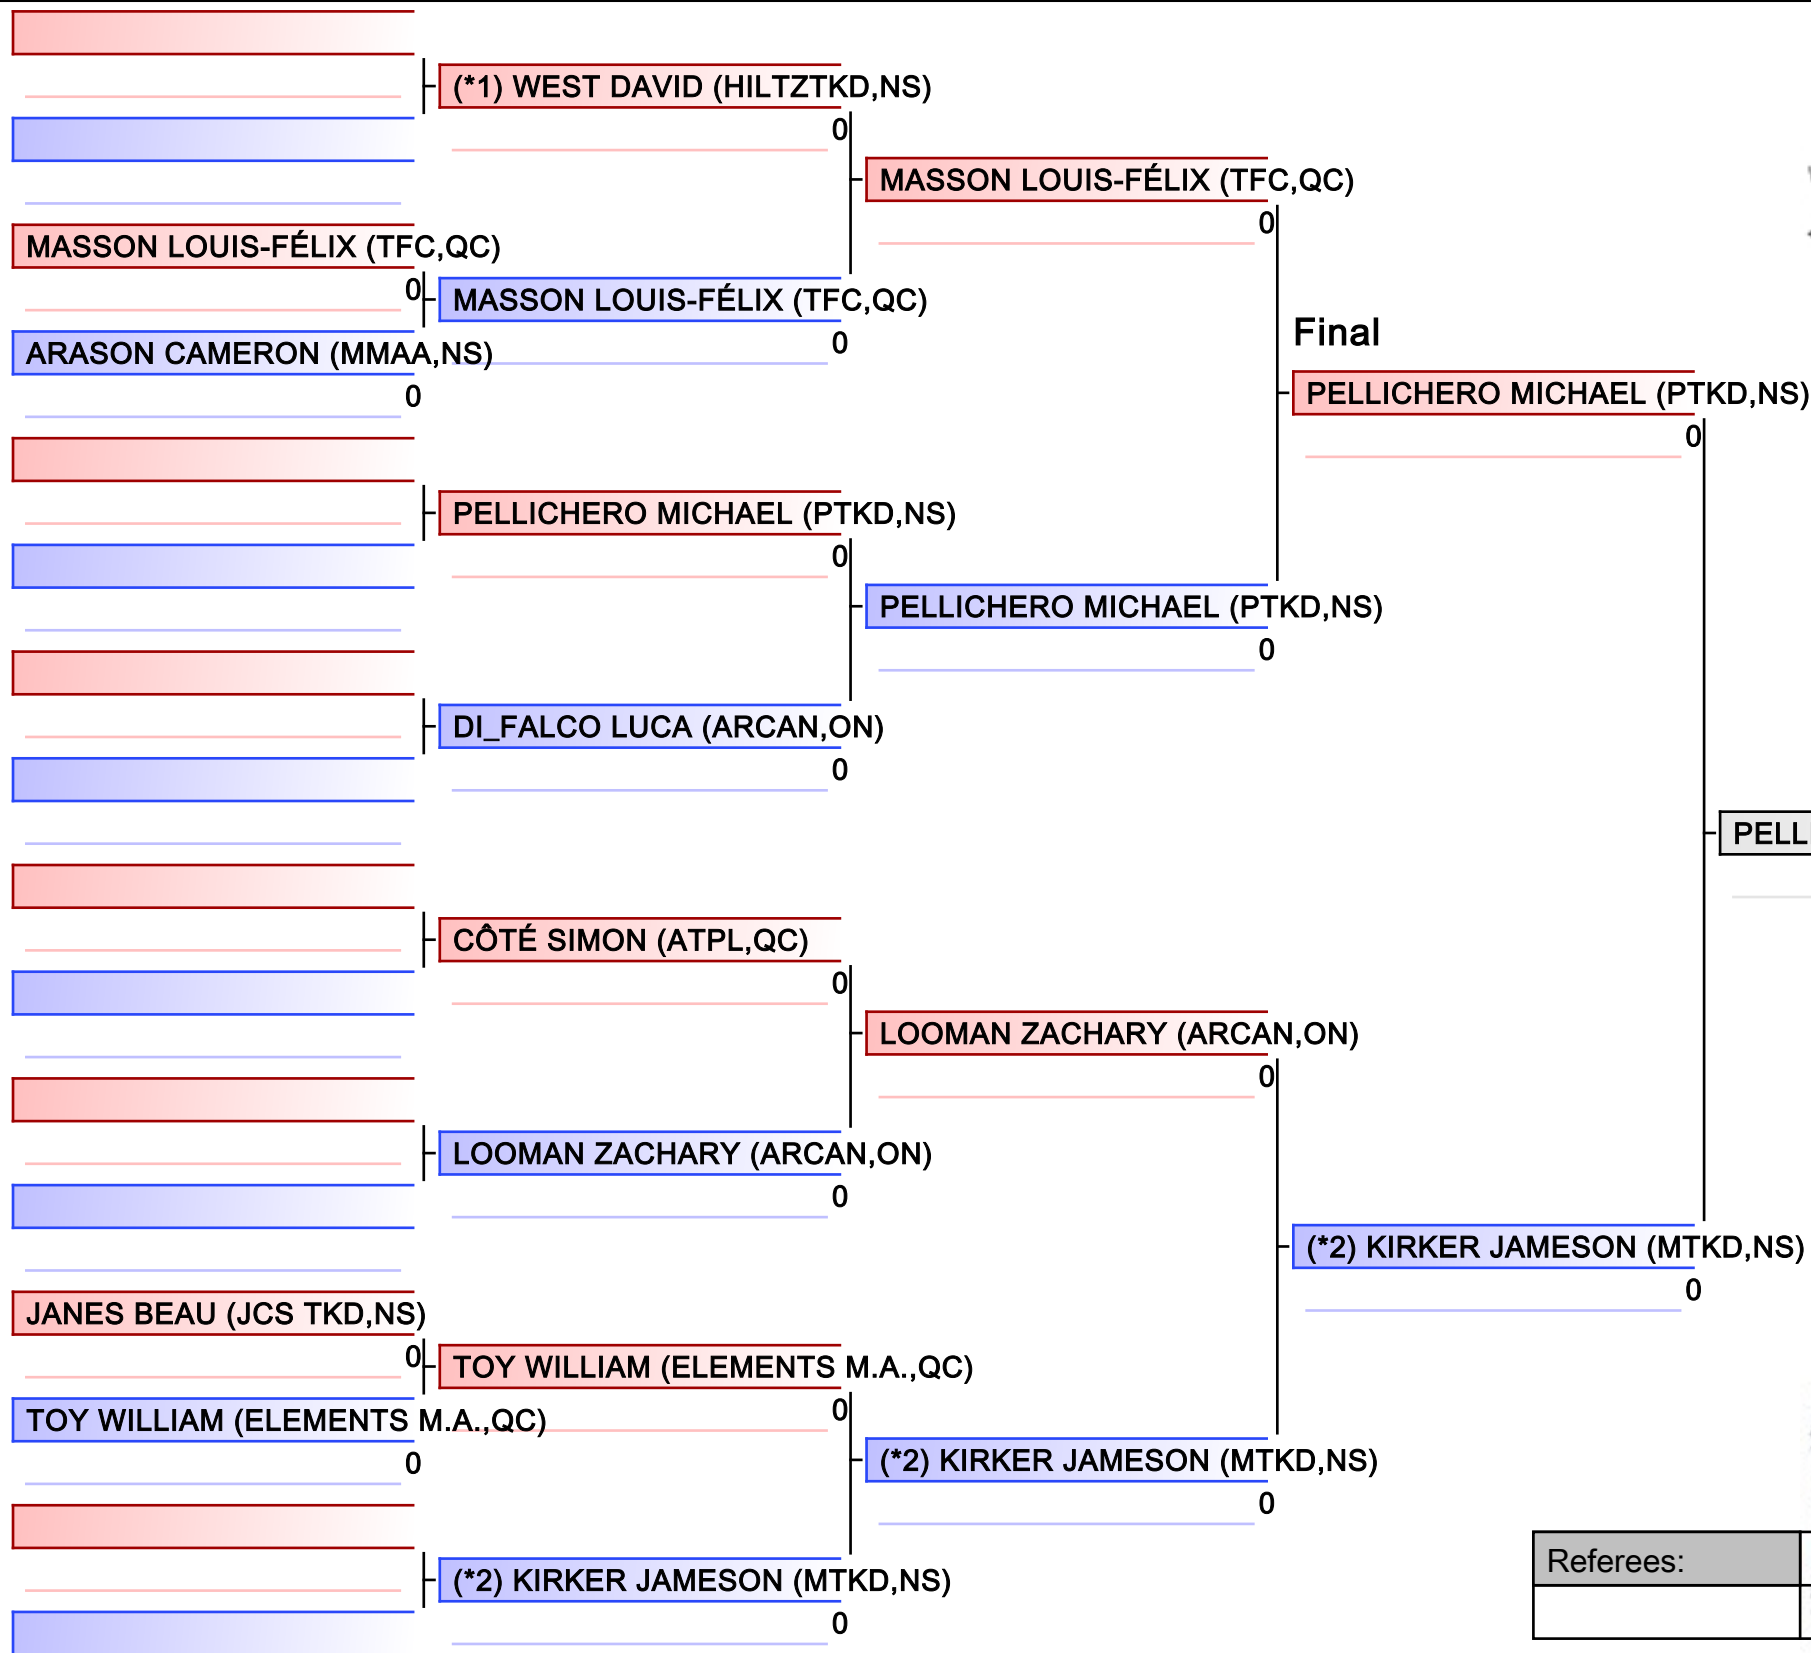 (*1) WEST DAVID (HILTZTKD,NS)
0
MASSON LOUIS-FÉLIX (TFC,QC)
0
MASSON LOUIS-FÉLIX (TFC,QC)
0
MASSON LOUIS-FÉLIX (TFC,QC)
0
ARASON CAMERON (MMAA,NS)
0
Final
PELLICHERO MICHAEL (PTKD,NS)
0
PELLICHERO MICHAEL (PTKD,NS)
0
PELLICHERO MICHAEL (PTKD,NS)
0
DI_FALCO LUCA (ARCAN,ON)
0
PELL
CÔTÉ SIMON (ATPL,QC)
0
LOOMAN ZACHARY (ARCAN,ON)
0
LOOMAN ZACHARY (ARCAN,ON)
0
(*2) KIRKER JAMESON (MTKD,NS)
0
JANES BEAU (JCS TKD,NS)
0
TOY WILLIAM (ELEMENTS M.A.,QC)
0
TOY WILLIAM (ELEMENTS M.A.,QC)
0
(*2) KIRKER JAMESON (MTKD,NS)
0
(*2) KIRKER JAMESON (MTKD,NS)
0
Referees: